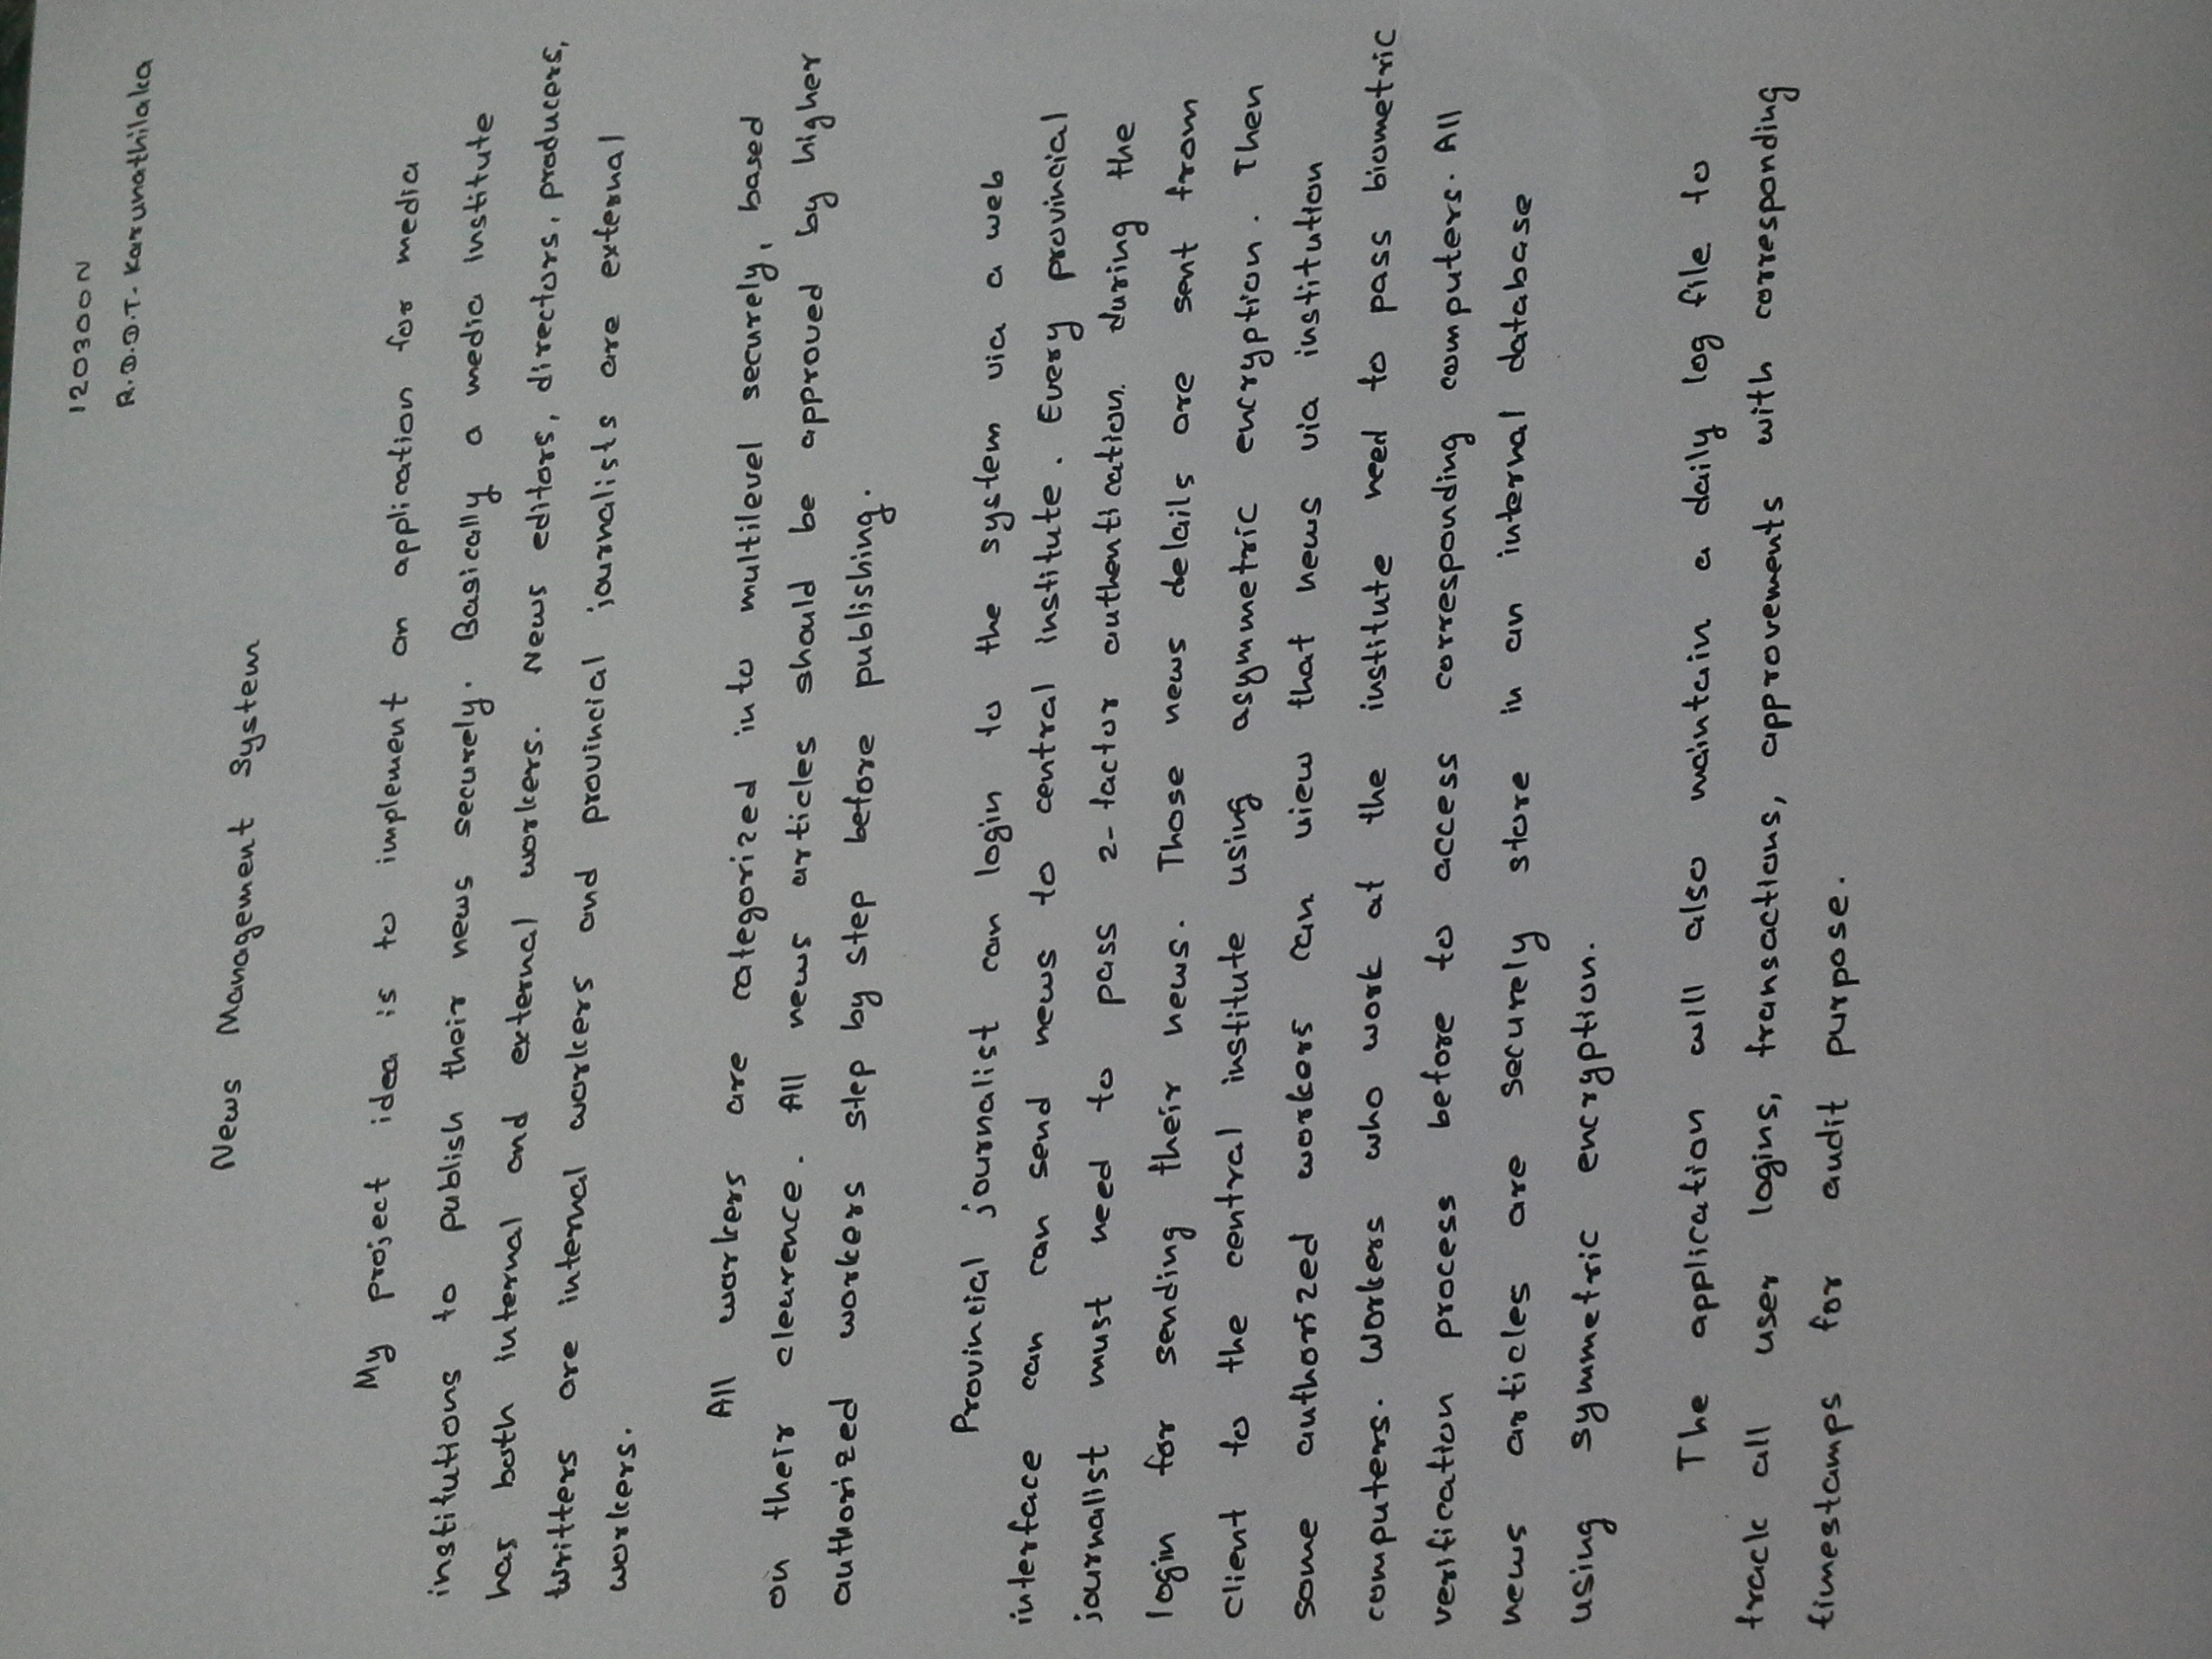 120300N
R.D.D.T. Karunathilaka
News Management System
My project idea is to implement an application for media
institutions to publish their news securely. Basically a media institute
has both internal and external workers. News editors, directors, producers,
writters are internal workers and provincial journalists are external
workers.
All workers are categorized into multilevel securely, based
on their clearence. All news articles should be approved by higher
authorized workers step by step before publishing.
Provincial journalist can login to the system via a web
interface can can send news to central institute. Every provincial
journalist must need to pass 2-factor authentication. during the
login for sending their news. Those news details are sent from
client to the central institute using asymmetric encryption. Then
some authorized workers can view that news via institution
computers. Workers who work at the institute need to pass biometric
verification process before to access corresponding computers. All
news articles are securely store in an internal database
using symmetric encryption.
The application will also maintain a daily log file to
track all user logins, transactions, approvements with corresponding
timestamps for audit purpose.